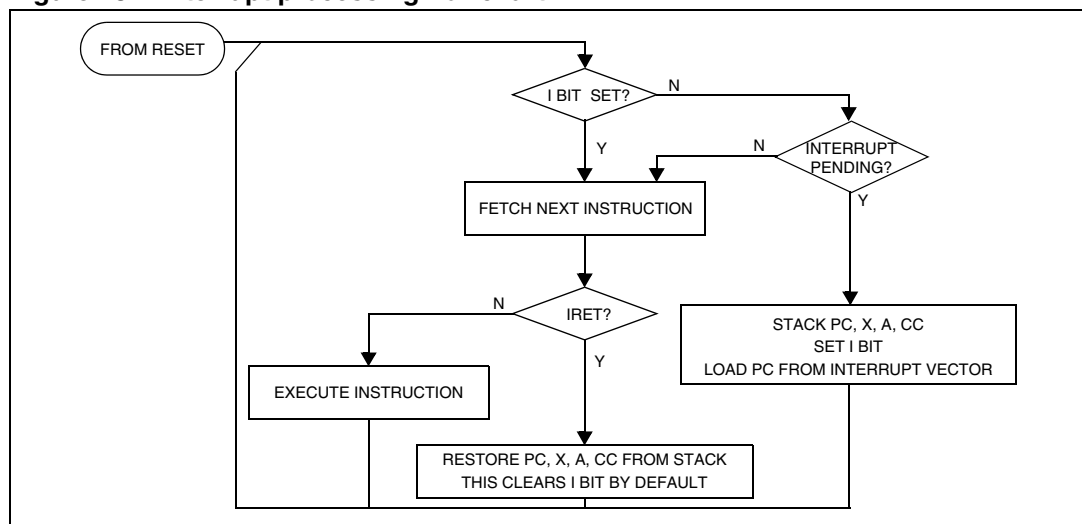 FROM RESET
I BIT SET?
N
Y
INTERRUPT
PENDING?
N
Y
FETCH NEXT INSTRUCTION
IRET?
N
Y
STACK PC, X, A, CC
SET I BIT
LOAD PC FROM INTERRUPT VECTOR
EXECUTE INSTRUCTION
RESTORE PC, X, A, CC FROM STACK
THIS CLEARS I BIT BY DEFAULT